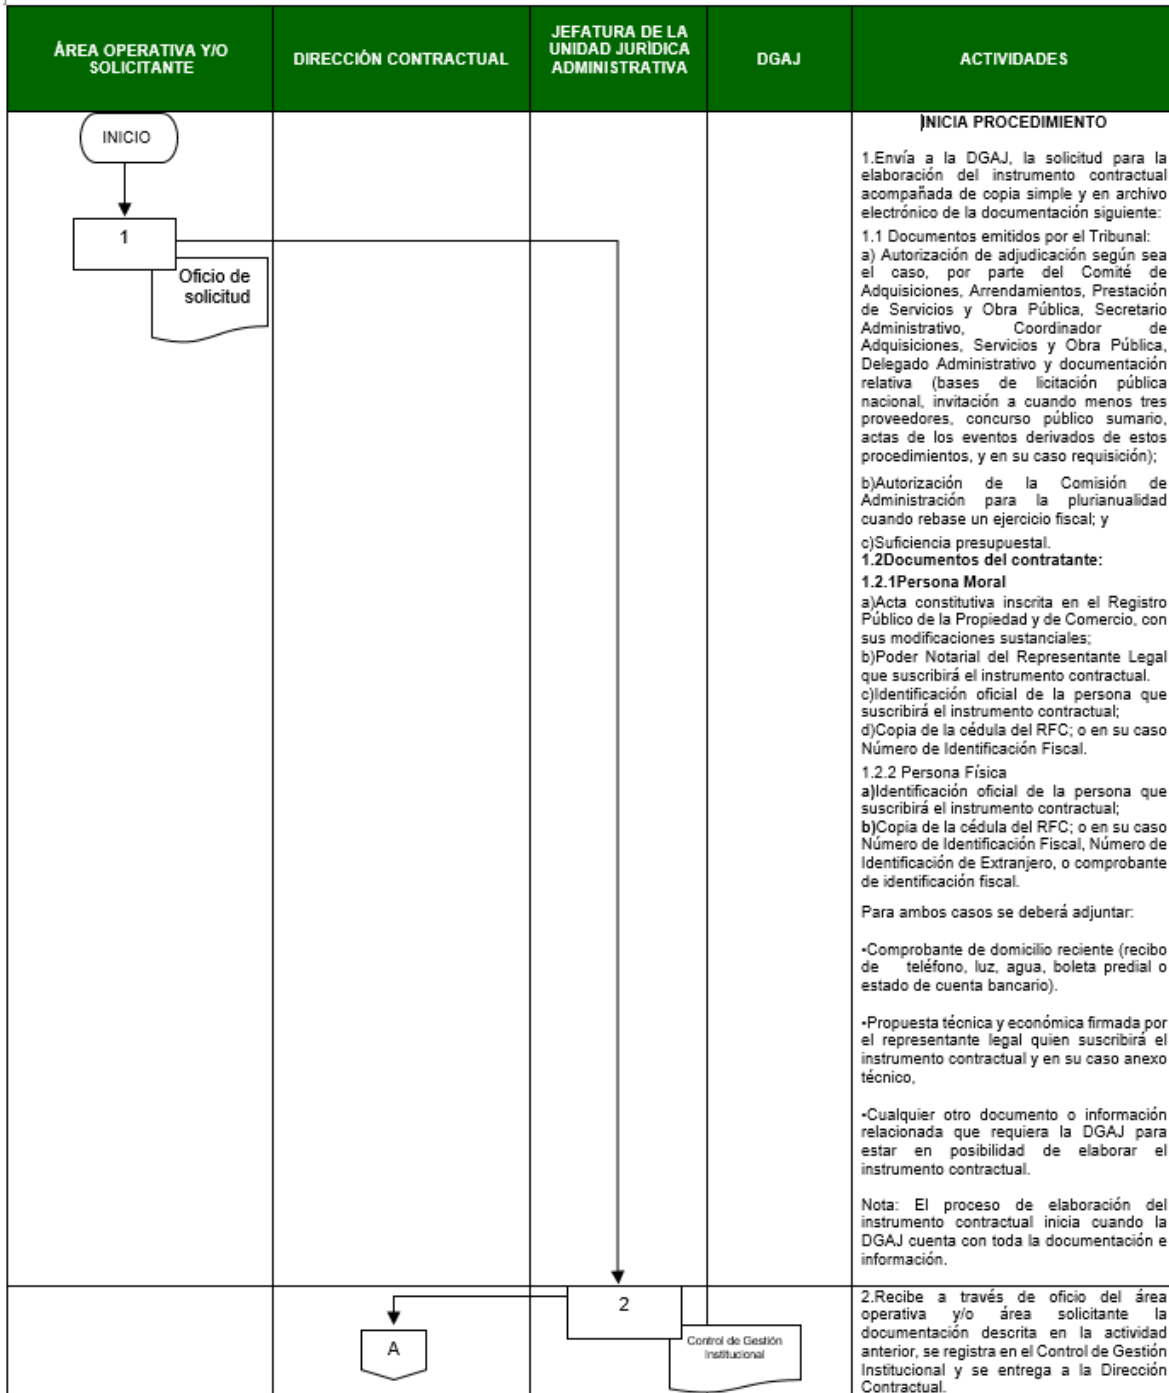 ÁREA OPERATIVA Y/O
SOLICITANTE
DIRECCIÓN CONTRACTUAL
JEFATURA DE LA
UNIDAD JURÍDICA
ADMINISTRATIVA
DGAJ
ACTIVIDADES
INICIO
1
Oficio de
solicitud
INICIA PROCEDIMIENTO
1.Envía a la DGAJ, la solicitud para la
elaboración del instrumento contractual
acompañada de copia simple y en archivo
electrónico de la documentación siguiente:
1.1 Documentos emitidos por el Tribunal:
a) Autorización de adjudicación según sea
el caso, por parte del Comité de
Adquisiciones, Arrendamientos, Prestación
de Servicios y Obra Pública, Secretario
Administrativo, Coordinador de
Adquisiciones, Servicios y Obra Pública,
Delegado Administrativo y documentación
relativa (bases de licitación pública
nacional, invitación a cuando menos tres
proveedores, concurso público sumario,
actas de los eventos derivados de estos
procedimientos, y en su caso requisición);
b)Autorización de la Comisión de
Administración para la plurianualidad
cuando rebase un ejercicio fiscal; y
c)Suficiencia presupuestal.
1.2Documentos del contratante:
1.2.1Persona Moral
a)Acta constitutiva inscrita en el Registro
Público de la Propiedad y de Comercio, con
sus modificaciones sustanciales;
b)Poder Notarial del Representante Legal
que suscribirá el instrumento contractual.
c)Identificación oficial de la persona que
suscribirá el instrumento contractual;
d)Copia de la cédula del RFC; o en su caso
Número de Identificación Fiscal.
1.2.2 Persona Física
a)Identificación oficial de la persona que
suscribirá el instrumento contractual;
b)Copia de la cédula del RFC; o en su caso
Número de Identificación Fiscal, Número de
Identificación de Extranjero, o comprobante
de identificación fiscal.
Para ambos casos se deberá adjuntar:
•Comprobante de domicilio reciente (recibo
de teléfono, luz, agua, boleta predial o
estado de cuenta bancario).
•Propuesta técnica y económica firmada por
el representante legal quien suscribirá el
instrumento contractual y en su caso anexo
técnico,
•Cualquier otro documento o información
relacionada que requiera la DGAJ para
estar en posibilidad de elaborar el
instrumento contractual.
Nota: El proceso de elaboración del
instrumento contractual inicia cuando la
DGAJ cuenta con toda la documentación e
información.
A
2
Control de Gestión
Institucional
2.Recibe a través de oficio del área
operativa y/o área solicitante la
documentación descrita en la actividad
anterior, se registra en el Control de Gestión
Institucional y se entrega a la Dirección
Contractual.